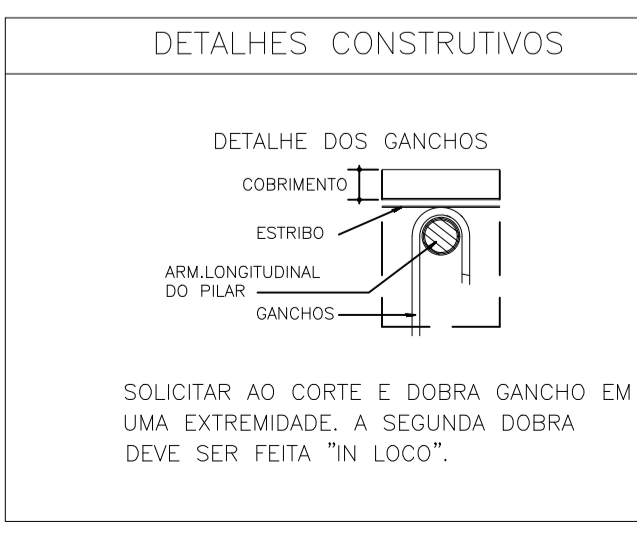 DETALHES CONSTRUTIVOS
DETALHE DOS GANCHOS
COBRIMENTO
ESTRIBO
ARM.LONGITUDINAL
DO PILAR
GANCHOS
SOLICITAR AO CORTE E DOBRA GANCHO EM
UMA EXTREMIDADE. A SEGUNDA DOBRA
DEVE SER FEITA "IN LOCO".